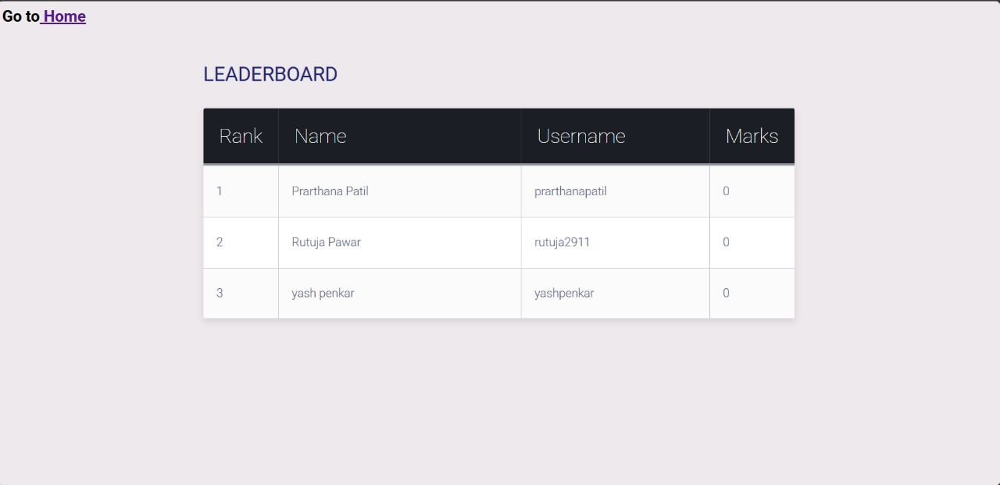 Go to Home
LEADERBOARD
Rank Name Username Marks
1 Prarthana Patil prarthanapatil 0
2 Rutuja Pawar rutuja2911 0
3 yash penkar yashpenkar 0